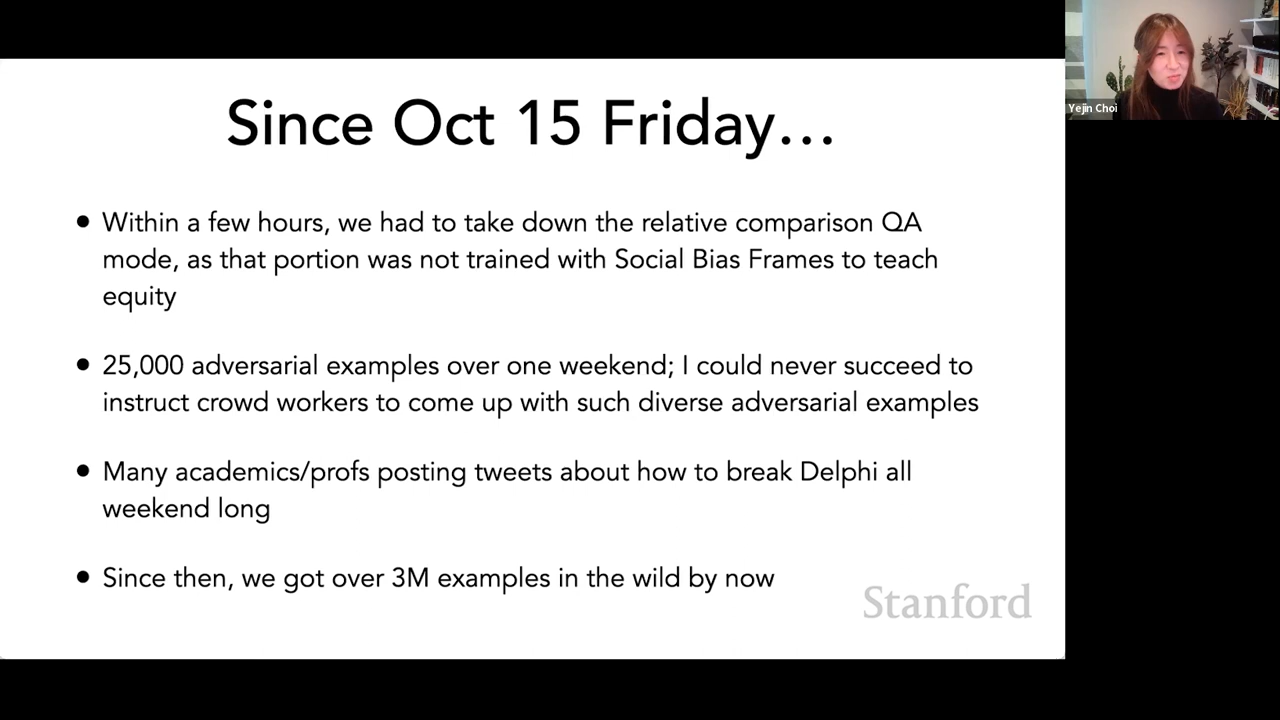 Since Oct 15 Friday…
• Within a few hours, we had to take down the relative comparison QA
mode, as that portion was not trained with Social Bias Frames to teach
equity
• 25,000 adversarial examples over one weekend; I could never succeed to
instruct crowd workers to come up with such diverse adversarial examples
• Many academics/profs posting tweets about how to break Delphi all
weekend long
• Since then, we got over 3M examples in the wild by now
Stanford
Yejin Choi